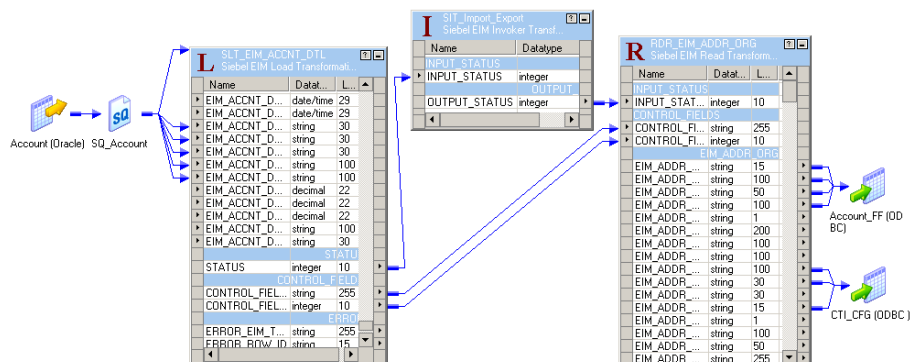 Account (Oracle)
SQ
SQ_Account
L
SLT_EIM_ACCNT_DTL
Siebel EIM Load Transformati...
Name Datat... L...
EIM_ACCNT_D... date/time 29
EIM_ACCNT_D... date/time 29
EIM_ACCNT_D... string 30
EIM_ACCNT_D... string 30
EIM_ACCNT_D... string 30
EIM_ACCNT_D... string 100
EIM_ACCNT_D... string 100
EIM_ACCNT_D... decimal 22
EIM_ACCNT_D... decimal 22
EIM_ACCNT_D... decimal 22
EIM_ACCNT_D... string 100
EIM_ACCNT_D... string 30
STATU
STATUS integer 10
CONTROL_FIELD
CONTROL_FIEL... string 255
CONTROL_FIEL... integer 10
ERRO
ERROR_EIM_T... string 255
ERROR_ROW_ID string 15
I
SIT_Import_Export
Siebel EIM Invoker Transf...
Name Datatype
INPUT_STATUS
INPUT_STATUS integer
OUTPUT
OUTPUT_STATUS integer
R
RDR_EIM_ADDR_ORG
Siebel EIM Read Transform...
Name Datat... L...
INPUT_STATUS
INPUT_STAT... integer 10
CONTROL_FIELDS
CONTROL_FI... string 255
CONTROL_FI... integer 10
EIM_ADDR_ORG
EIM_ADDR_... string 15
EIM_ADDR_... string 100
EIM_ADDR_... string 50
EIM_ADDR_... string 100
EIM_ADDR_... string 1
EIM_ADDR_... string 200
EIM_ADDR_... string 100
EIM_ADDR_... string 100
EIM_ADDR_... string 100
EIM_ADDR_... string 30
EIM_ADDR_... string 30
EIM_ADDR_... string 15
EIM_ADDR_... string 1
EIM_ADDR_... string 100
EIM_ADDR_... string 50
EIM_ADDR string 255
Account_FF (OD
BC)
CTI_CFG (ODBC )